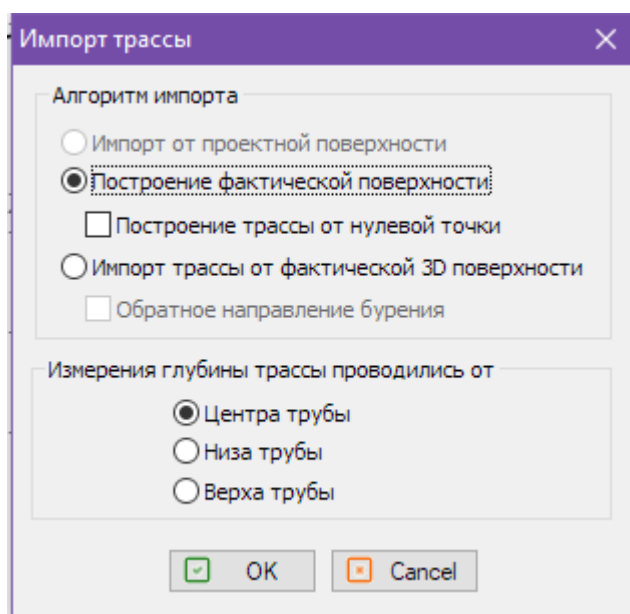 Импорт трассы
Алгоритм импорта
Импорт от проектной поверхности
Построение фактической поверхности
Построение трассы от нулевой точки
Импорт трассы от фактической 3D поверхности
Обратное направление бурения
Измерения глубины трассы проводились от
Центра трубы
Низа трубы
Верха трубы
OK Cancel